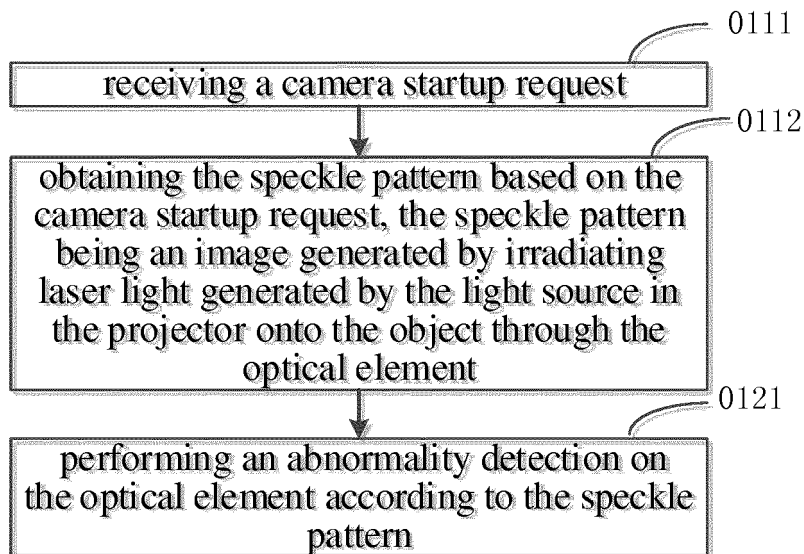 0111
receiving a camera startup request
0112
obtaining the speckle pattern based on the
camera startup request, the speckle pattern
being an image generated by irradiating
laser light generated by the light source in
the projector onto the object through the
optical element
0121
performing an abnormality detection on
the optical element according to the speckle
pattern